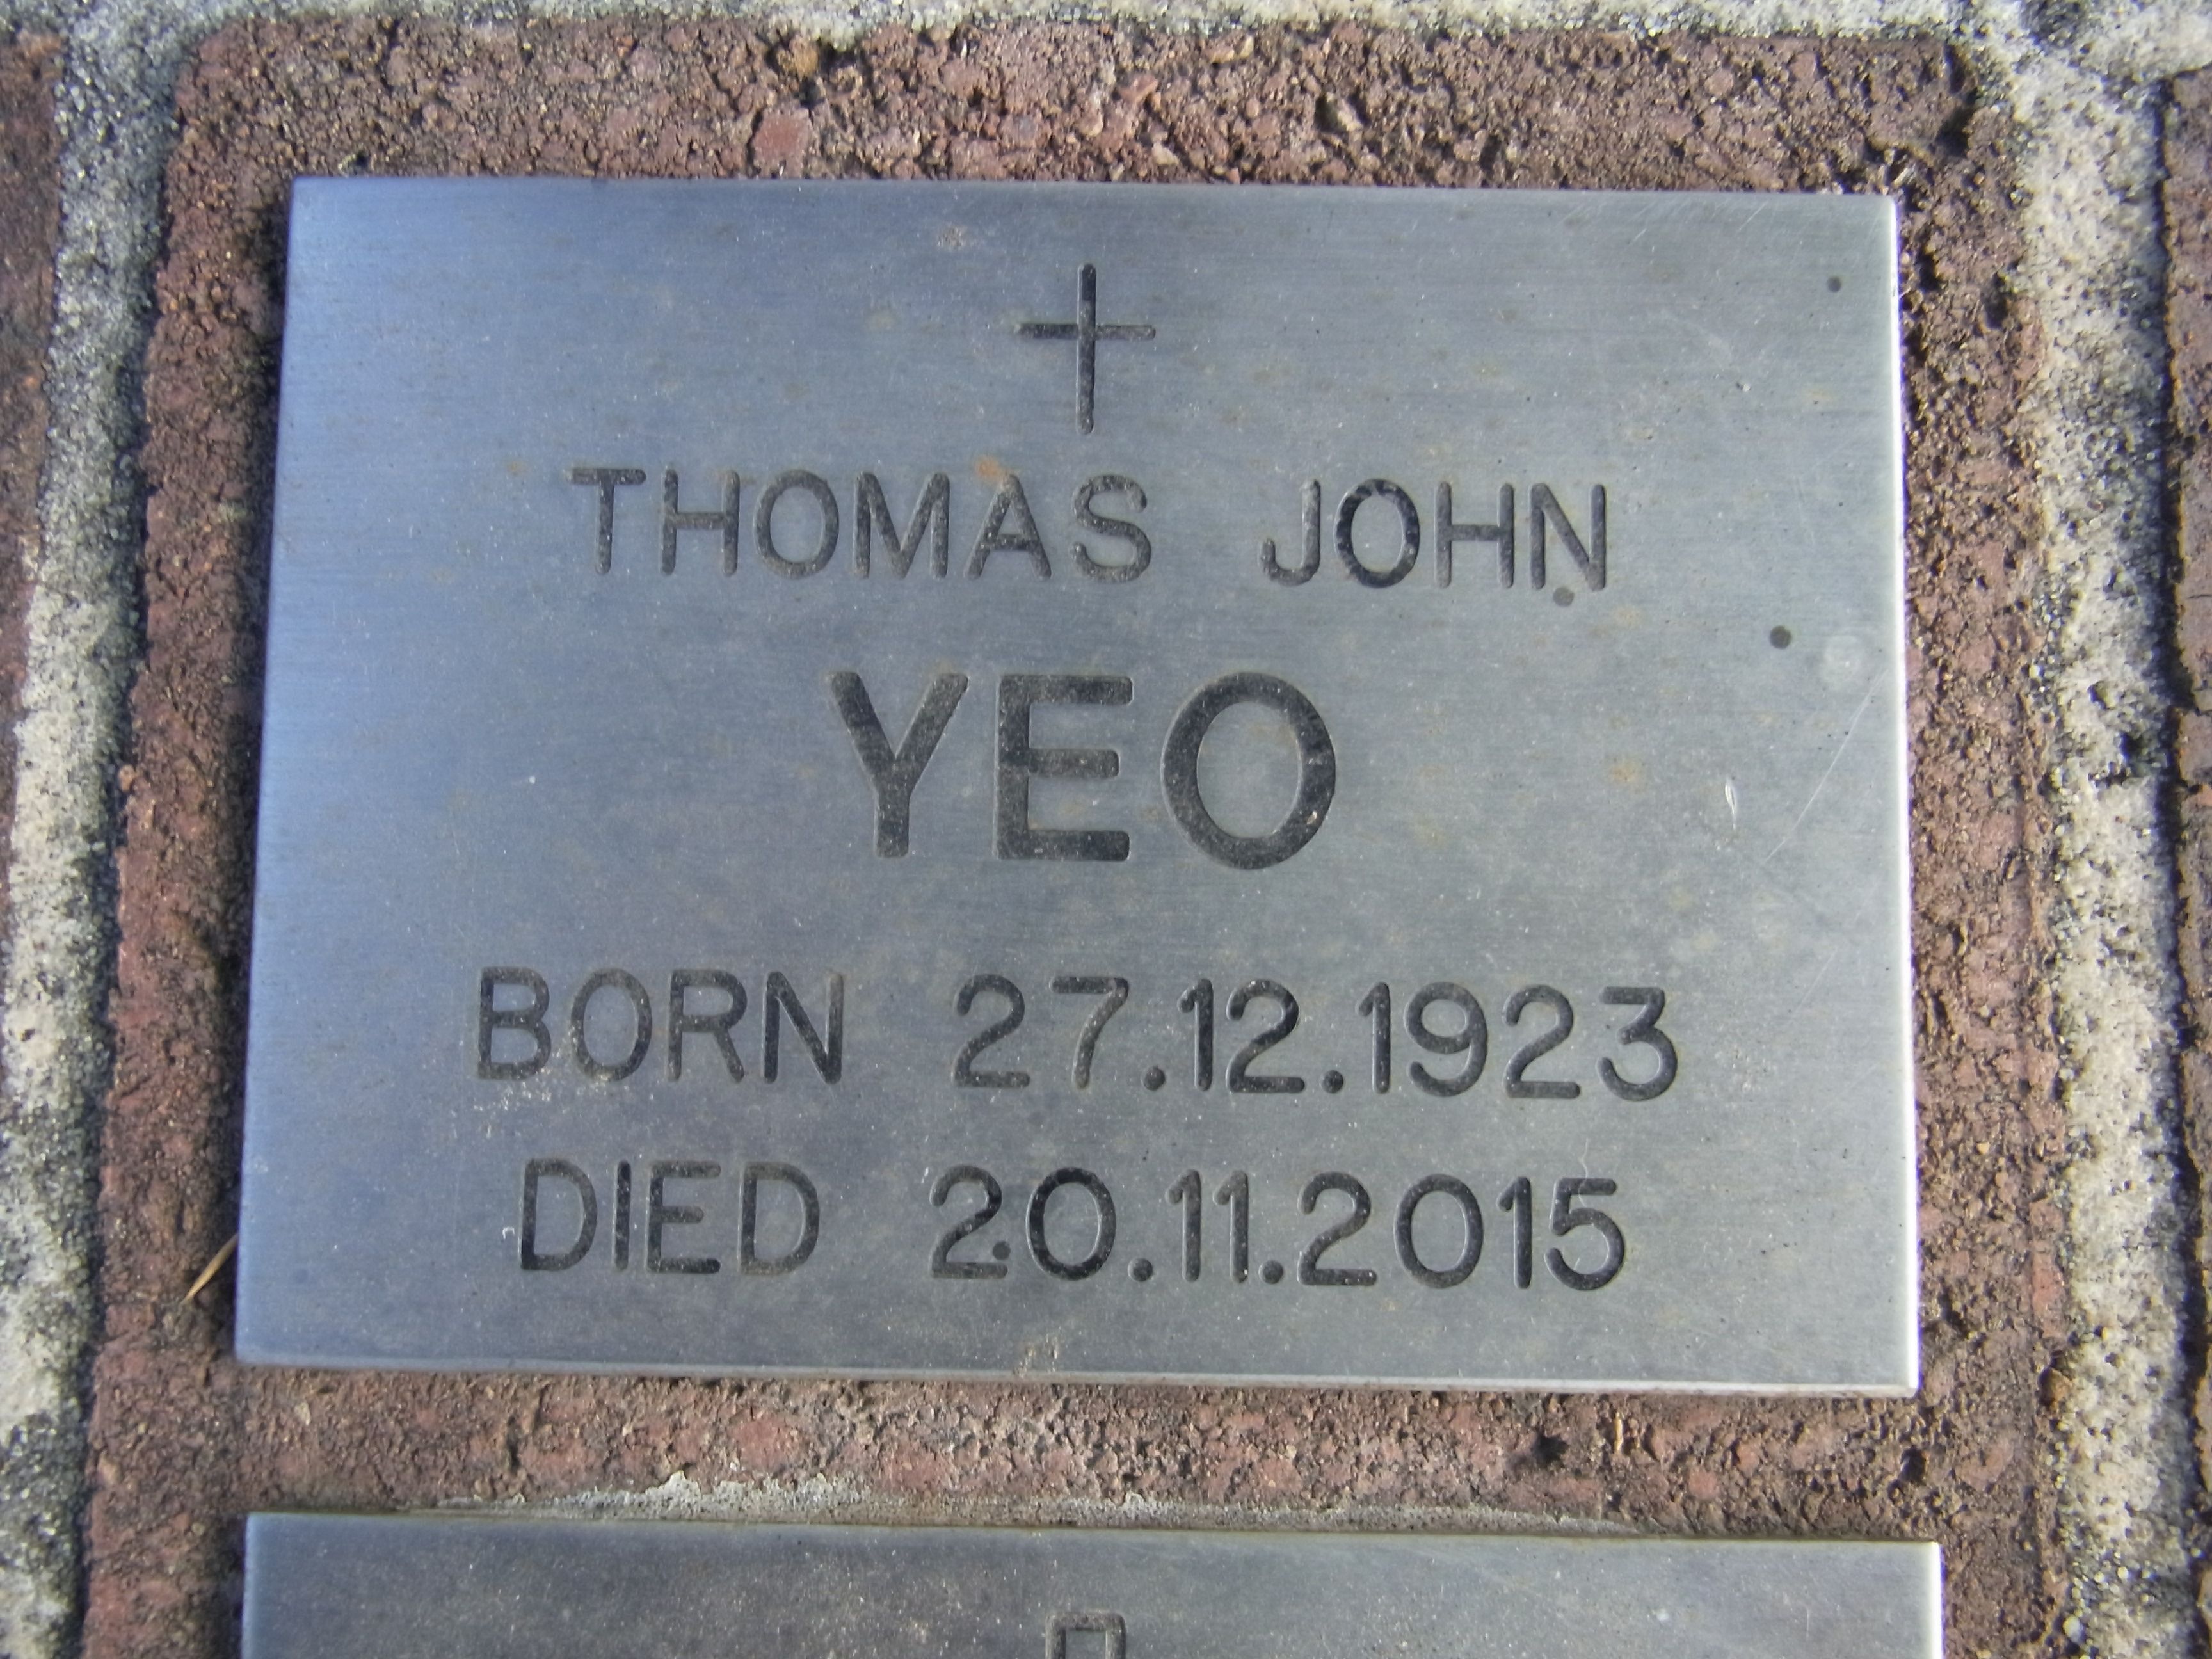 THOMAS JOHN
YEO
BORN 27.12.1923
DIED 20.11.2015